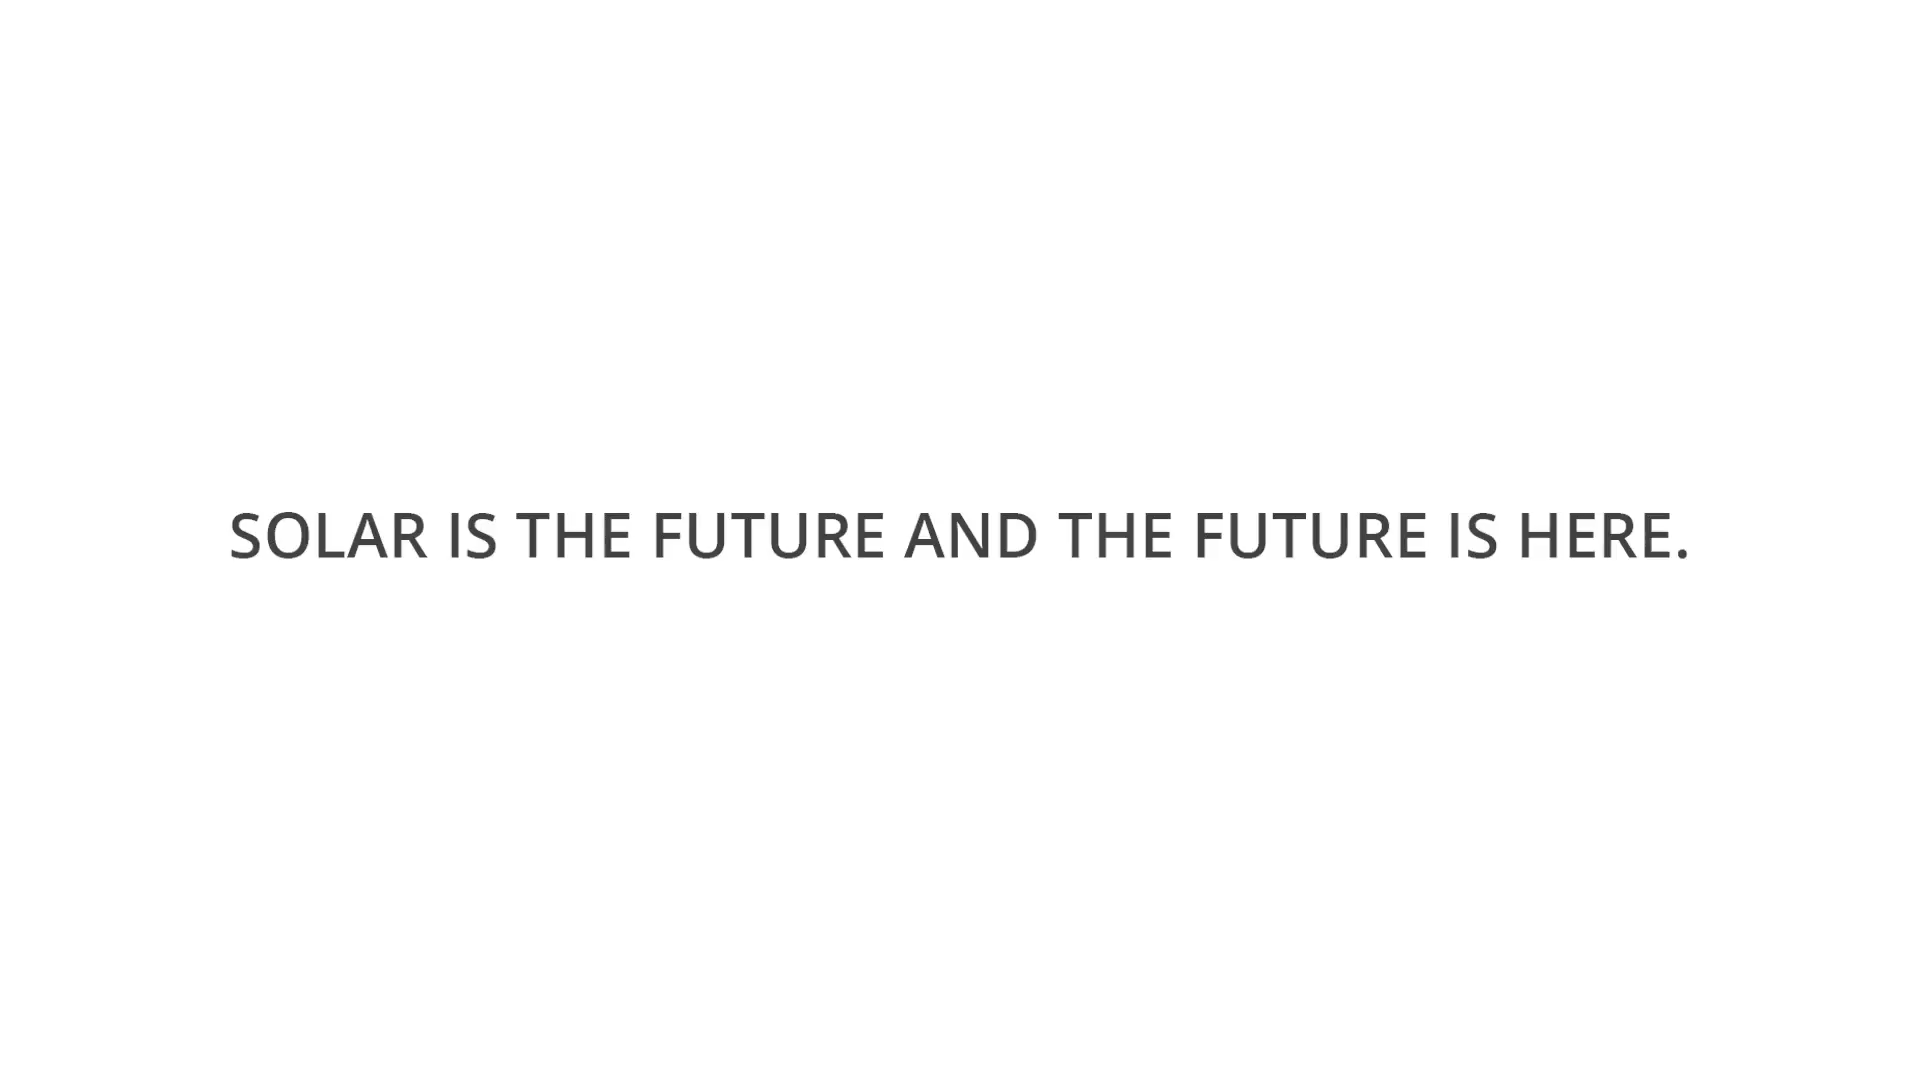 SOLAR IS THE FUTURE AND THE FUTURE IS HERE.